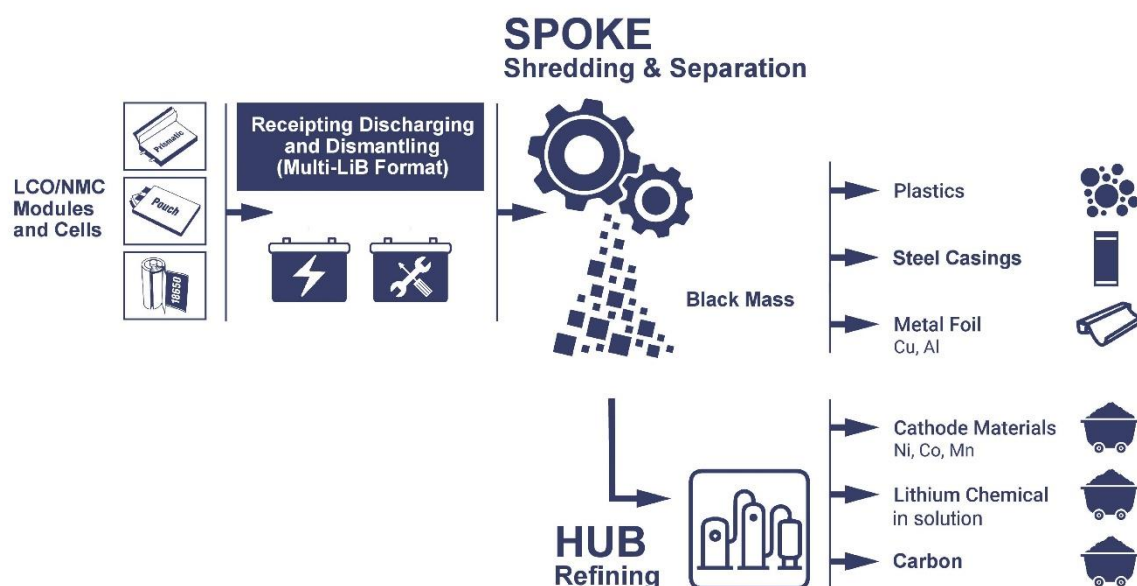 SPOKE
Shredding & Separation
LCO/NMC
Modules
and Cells
Prismatic
Pouch
18650
Receipting Discharging
and Dismantling
(Multi-LiB Format)
Black Mass
Plastics
Steel Casings
Metal Foil
Cu, Al
HUB
Refining
Cathode Materials
Ni, Co, Mn
Lithium Chemical
in solution
Carbon